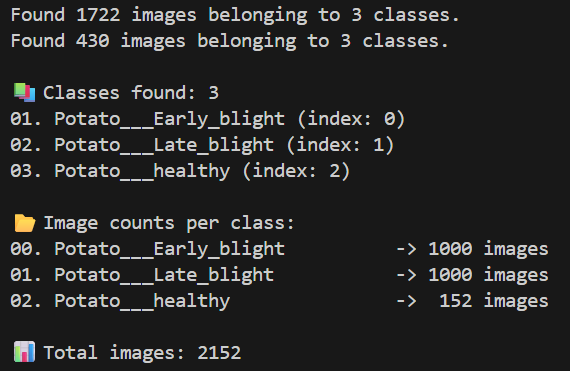 Found 1722 images belonging to 3 classes.
Found 430 images belonging to 3 classes.
📚 Classes found: 3
01. Potato___Early_blight (index: 0)
02. Potato___Late_blight (index: 1)
03. Potato___healthy (index: 2)
📂 Image counts per class:
00. Potato___Early_blight -> 1000 images
01. Potato___Late_blight -> 1000 images
02. Potato___healthy -> 152 images
📊 Total images: 2152